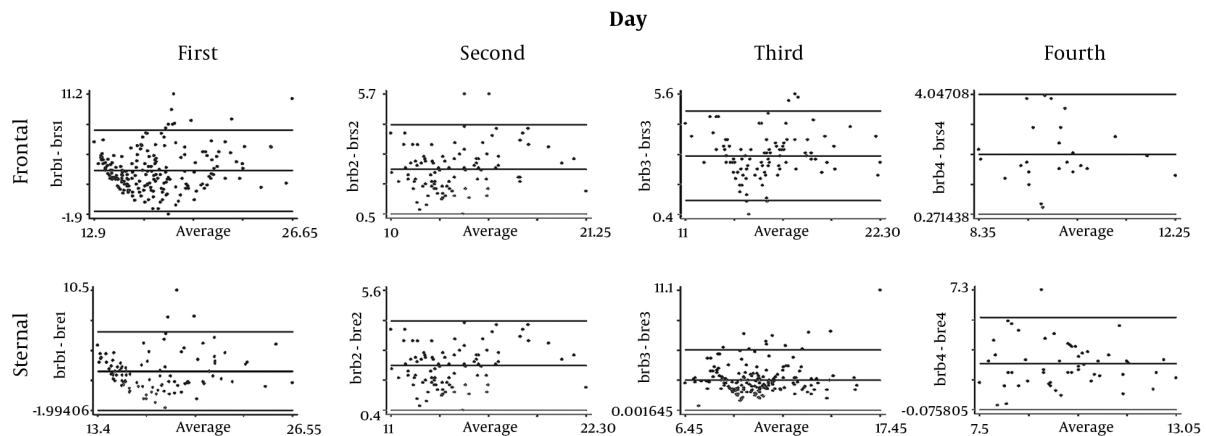 Day
First Second Third Fourth
Frontal
brb1 - brs1
11.2
-1.9
12.9 Average 26.65
brb2 - brs2
5.7
0.5
10 Average 21.25
brb3 - brs3
5.6
0.4
11 Average 22.30
brb4 - brs4
4.04708
0.271438
8.35 Average 12.25
Sternal
brb1 - bre1
10.5
-1.99406
13.4 Average 26.55
brb2 - bre2
5.6
0.4
11 Average 22.30
brb3 - bre3
11.1
0.001645
6.45 Average 17.45
brb4 - bre4
7.3
-0.075805
7.5 Average 13.05